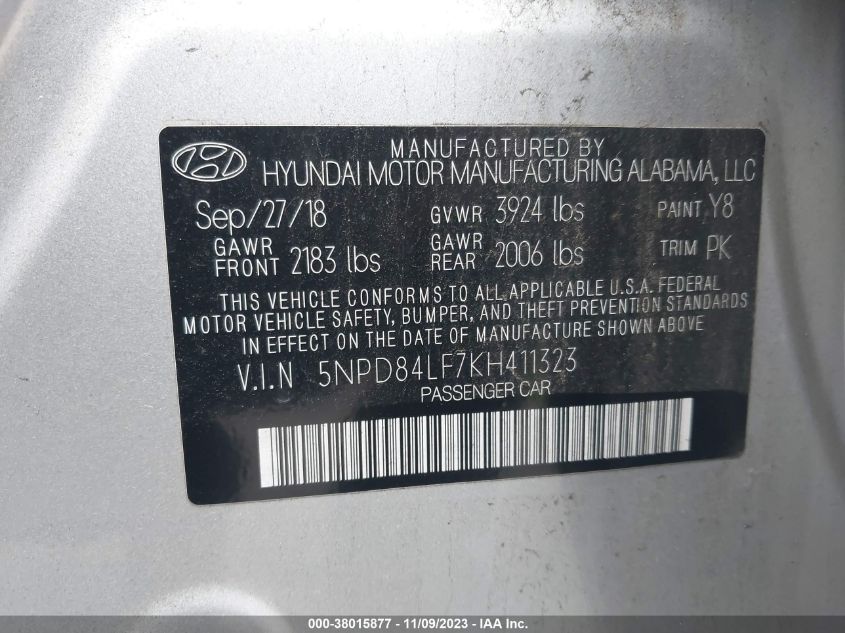 MANUFACTURED BY
HYUNDAI MOTOR MANUFACTURING ALABAMA, LLC
Sep/27/18 GVWR 3924 lbs PAINT Y8
GAWR FRONT 2183 lbs GAWR REAR 2006 lbs TRIM PK
THIS VEHICLE CONFORMS TO ALL APPLICABLE U.S.A. FEDERAL
MOTOR VEHICLE SAFETY, BUMPER, AND THEFT PREVENTION STANDARDS
IN EFFECT ON THE DATE OF MANUFACTURE SHOWN ABOVE
V.I.N 5NPD84LF7KH411323
PASSENGER CAR
000-38015877 - 11/09/2023 - IAA Inc.